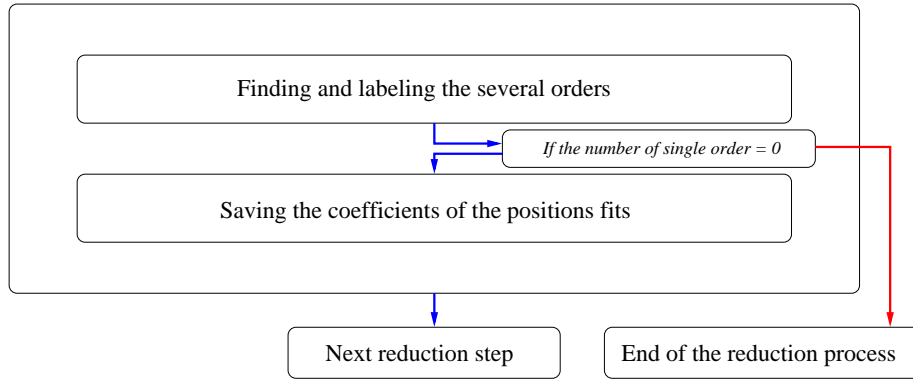 Finding and labeling the several orders
If the number of single order = 0
Saving the coefficients of the positions fits
Next reduction step
End of the reduction process